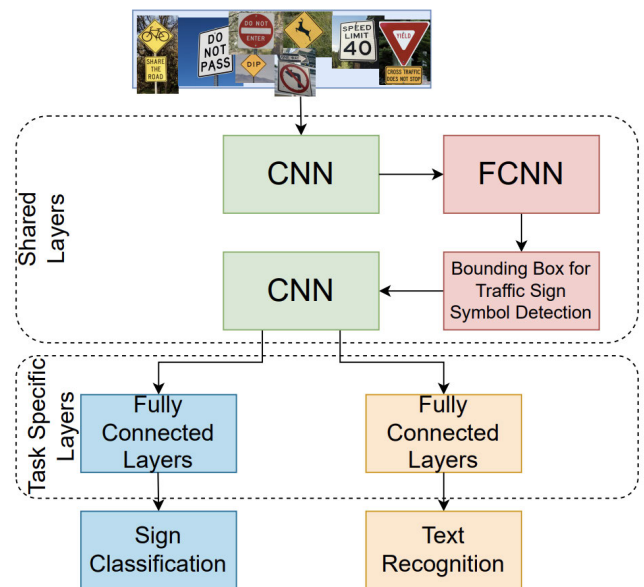 SHARE
THE
ROAD
DO
NOT
PASS
DO NOT
ENTER
DIP
SPEED
LIMIT
40
YIELD
CROSS TRAFFIC
DOES NOT STOP
Shared
Layers
CNN
FCNN
CNN
Bounding Box for
Traffic Sign
Symbol Detection
Task Specific
Layers
Fully
Connected
Layers
Fully
Connected
Layers
Sign
Classification
Text
Recognition